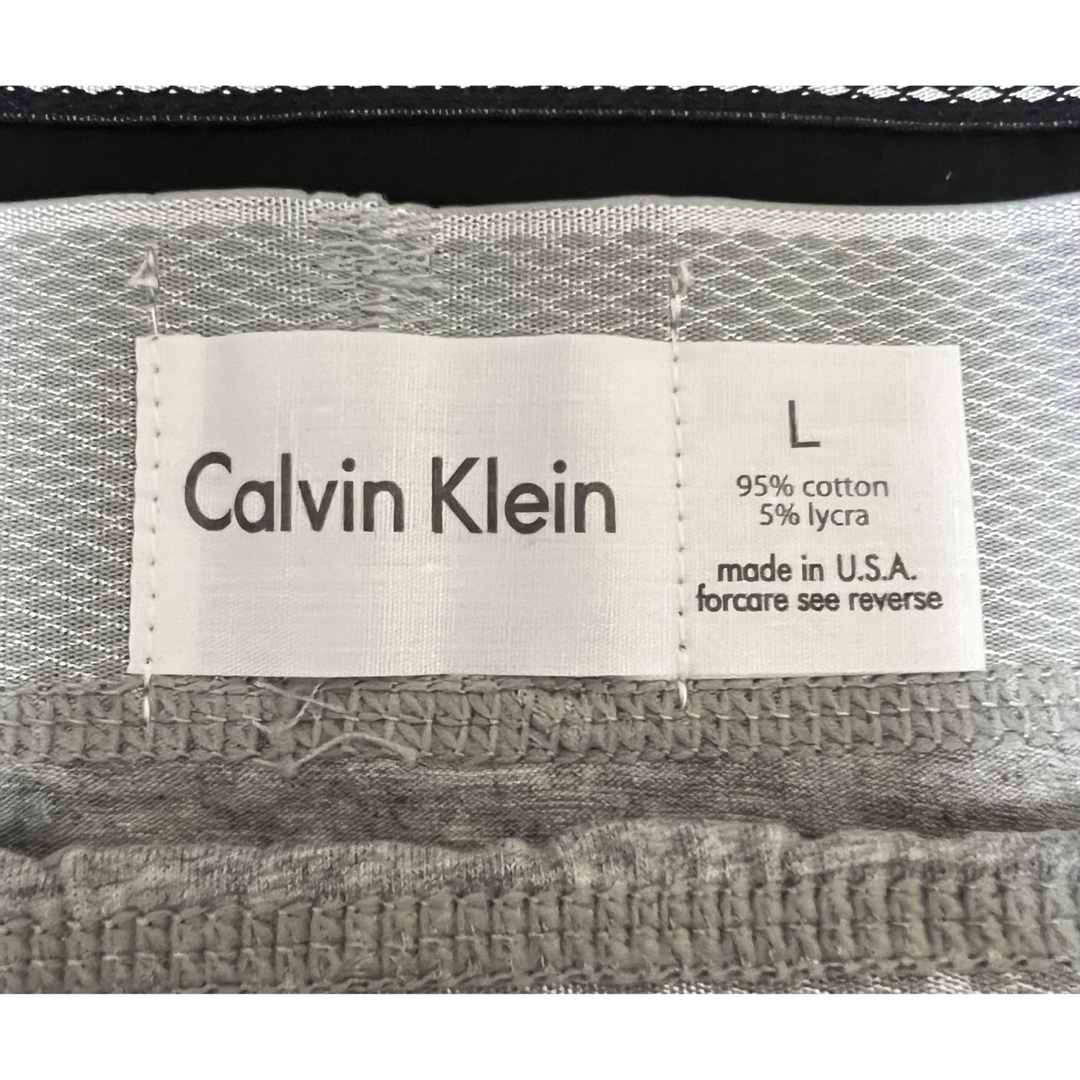 Calvin Klein
L
95% cotton
5% lycra
made in U.S.A.
forcare see reverse